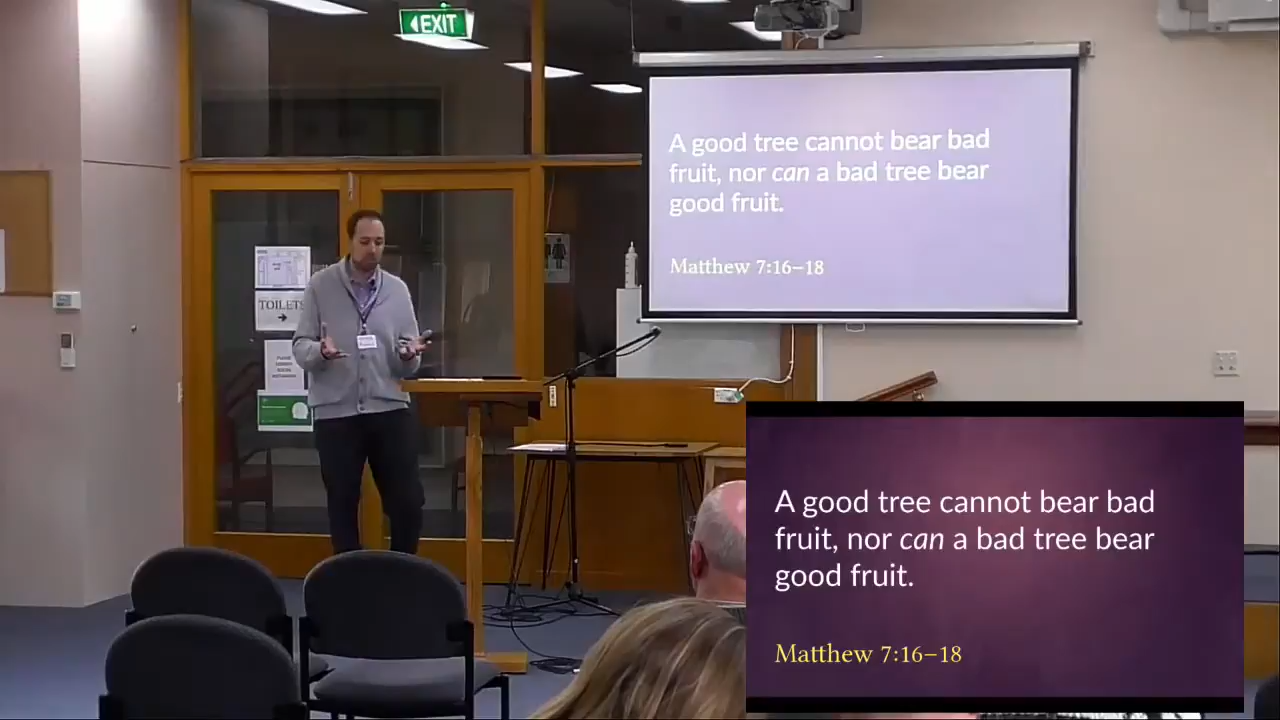 EXIT
A good tree cannot bear bad
fruit, nor can a bad tree bear
good fruit.
Matthew 7:16–18
TOILETS
A good tree cannot bear bad
fruit, nor can a bad tree bear
good fruit.
Matthew 7:16–18